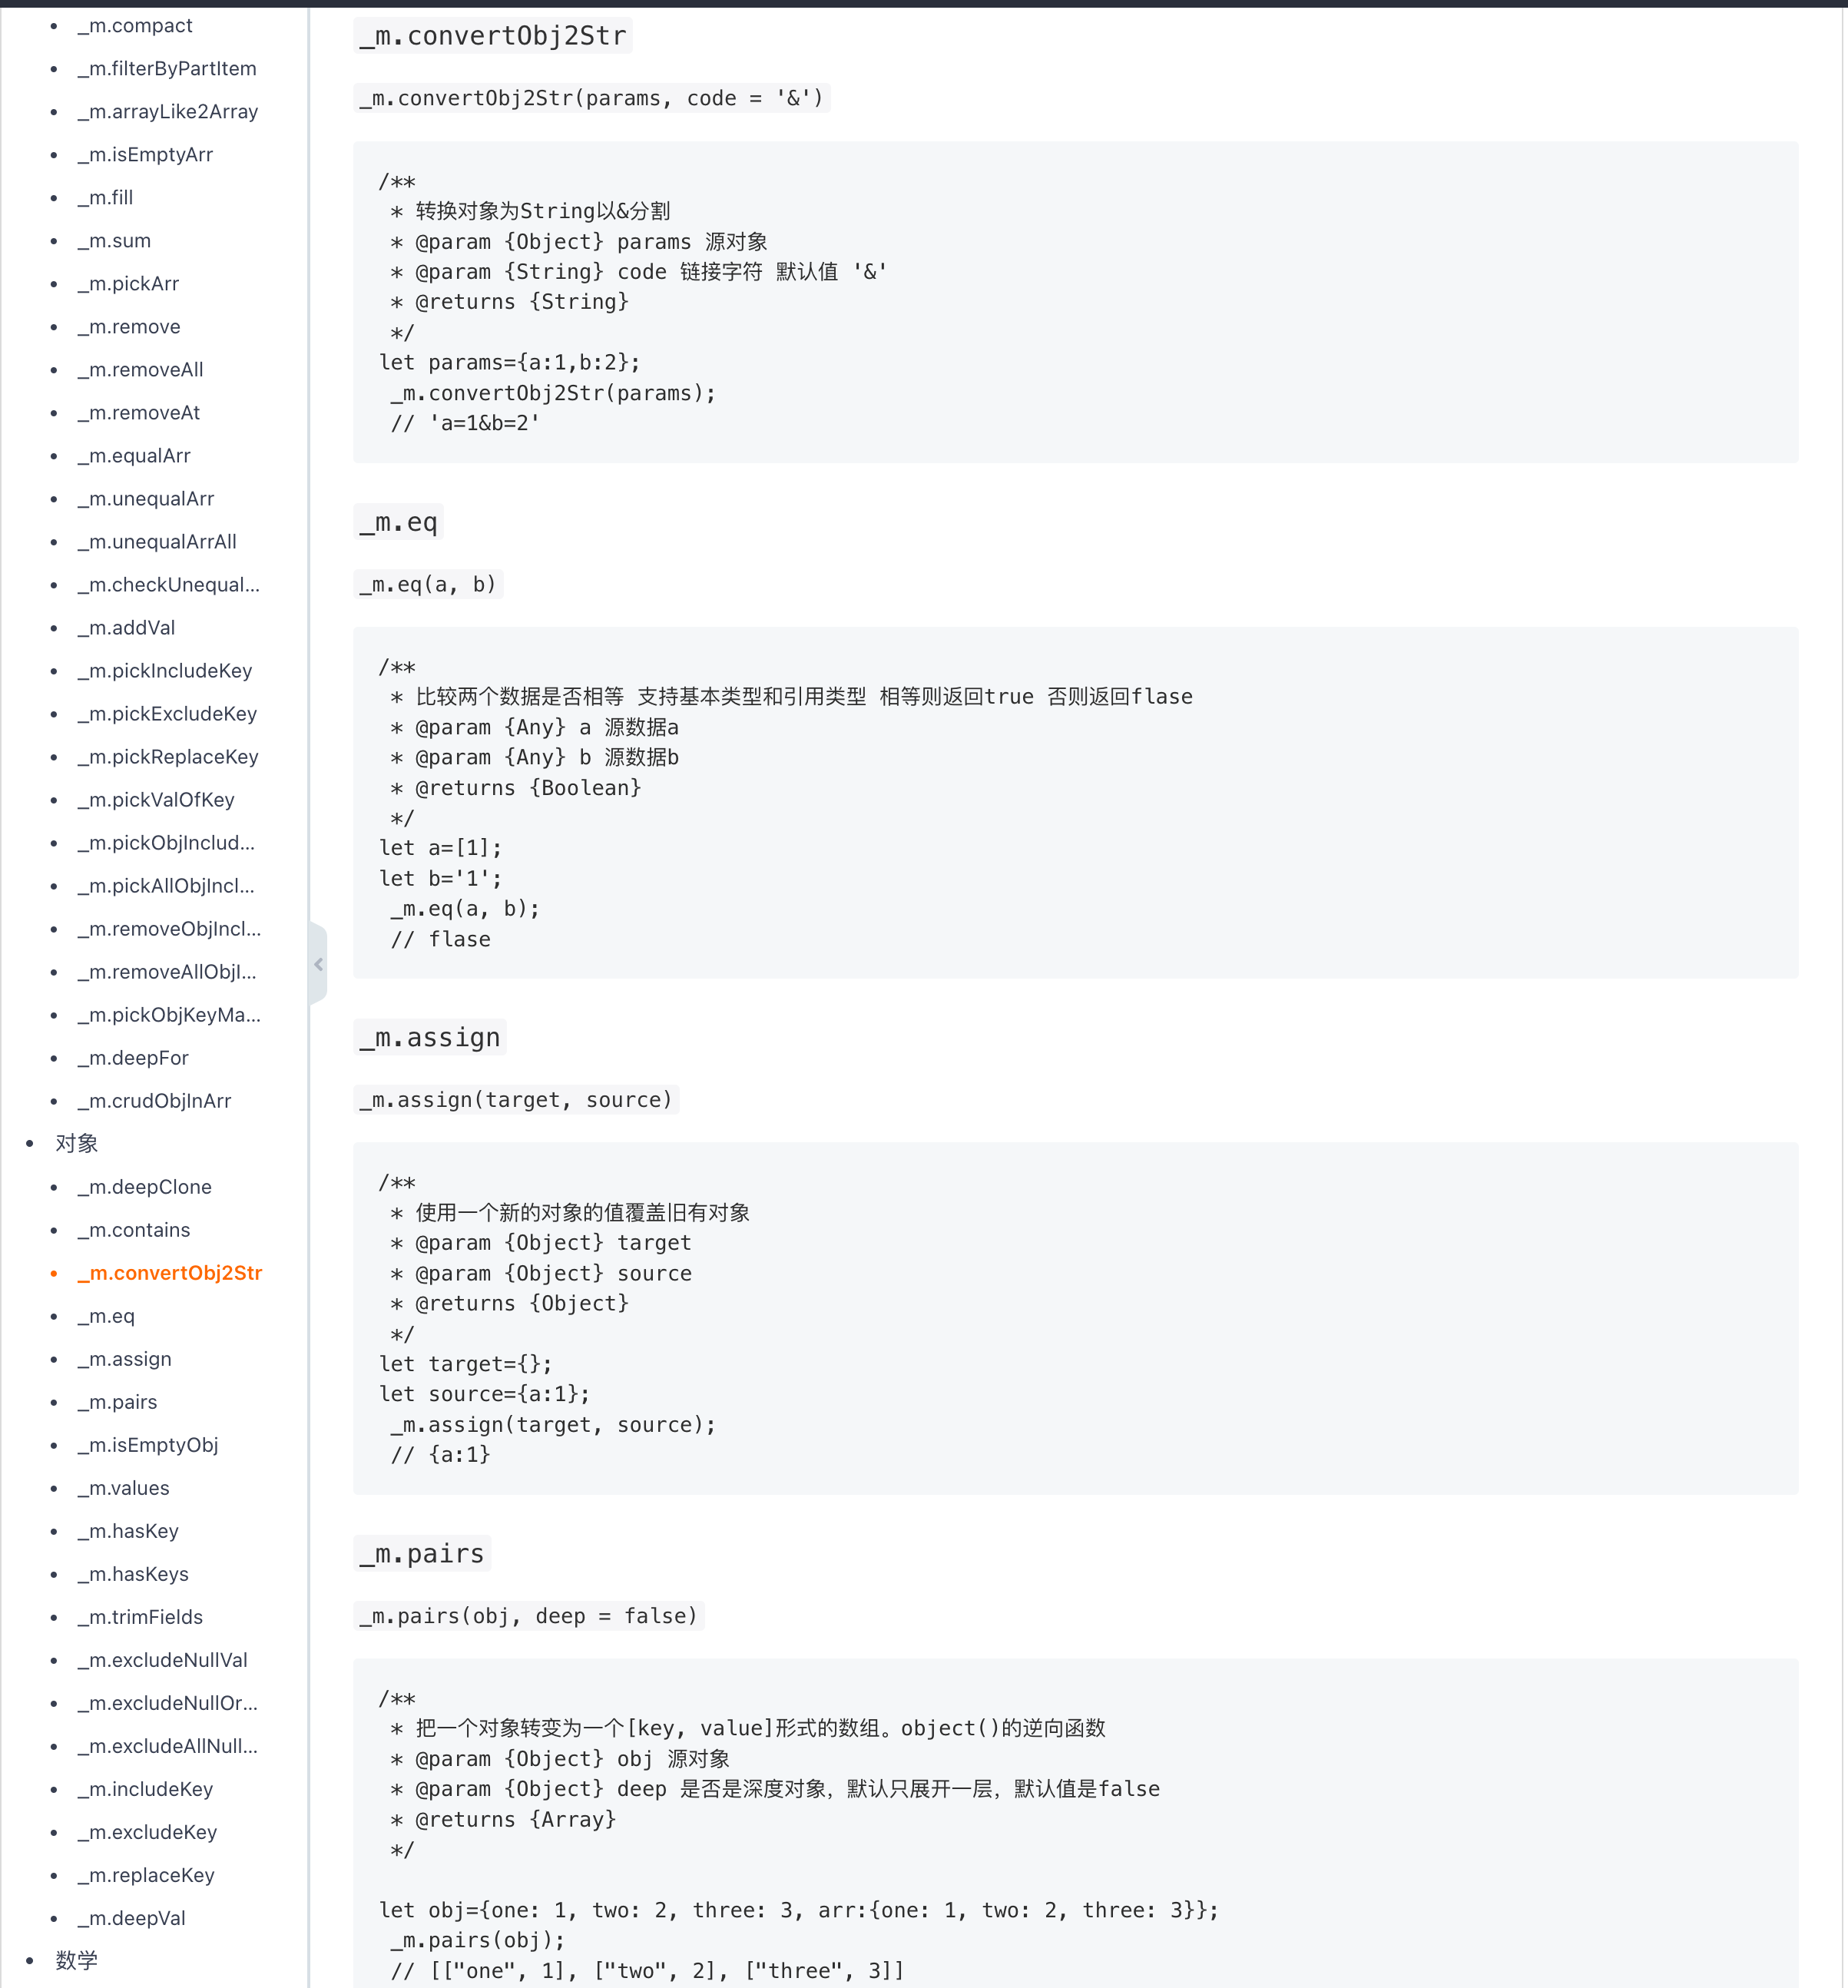 _m.compact
_m.filterByPartItem
_m.arrayLike2Array
_m.isEmptyArr
_m.fill
_m.sum
_m.pickArr
_m.remove
_m.removeAll
_m.removeAt
_m.equalArr
_m.unequalArr
_m.unequalArrAll
_m.checkUnequal...
_m.addVal
_m.pickIncludeKey
_m.pickExcludeKey
_m.pickReplaceKey
_m.pickValOfKey
_m.pickObjInclud...
_m.pickAllObjIncl...
_m.removeObjIncl...
_m.removeAllObjI...
_m.pickObjKeyMa...
_m.deepFor
_m.crudObjInArr
对象
_m.deepClone
_m.contains
_m.convertObj2Str
_m.eq
_m.assign
_m.pairs
_m.isEmptyObj
_m.values
_m.hasKey
_m.hasKeys
_m.trimFields
_m.excludeNullVal
_m.excludeNullOr...
_m.excludeAllNull...
_m.includeKey
_m.excludeKey
_m.replaceKey
_m.deepVal
数学
_m.convertObj2Str
_m.convertObj2Str(params, code = '&')
/**
 * 转换对象为String以&分割
 * @param {Object} params 源对象
 * @param {String} code 链接字符 默认值 '&'
 * @returns {String}
 */
let params={a:1,b:2};
 _m.convertObj2Str(params);
 // 'a=1&b=2'
_m.eq
_m.eq(a, b)
/**
 * 比较两个数据是否相等 支持基本类型和引用类型 相等则返回true 否则返回flase
 * @param {Any} a 源数据a
 * @param {Any} b 源数据b
 * @returns {Boolean}
 */
let a=[1];
let b='1';
 _m.eq(a, b);
 // flase
_m.assign
_m.assign(target, source)
/**
 * 使用一个新的对象的值覆盖旧有对象
 * @param {Object} target
 * @param {Object} source
 * @returns {Object}
 */
let target={};
let source={a:1};
 _m.assign(target, source);
 // {a:1}
_m.pairs
_m.pairs(obj, deep = false)
/**
 * 把一个对象转变为一个[key, value]形式的数组。object()的逆向函数
 * @param {Object} obj 源对象
 * @param {Object} deep 是否是深度对象，默认只展开一层，默认值是false
 * @returns {Array}
 */
let obj={one: 1, two: 2, three: 3, arr:{one: 1, two: 2, three: 3}};
 _m.pairs(obj);
 // [["one", 1], ["two", 2], ["three", 3]]